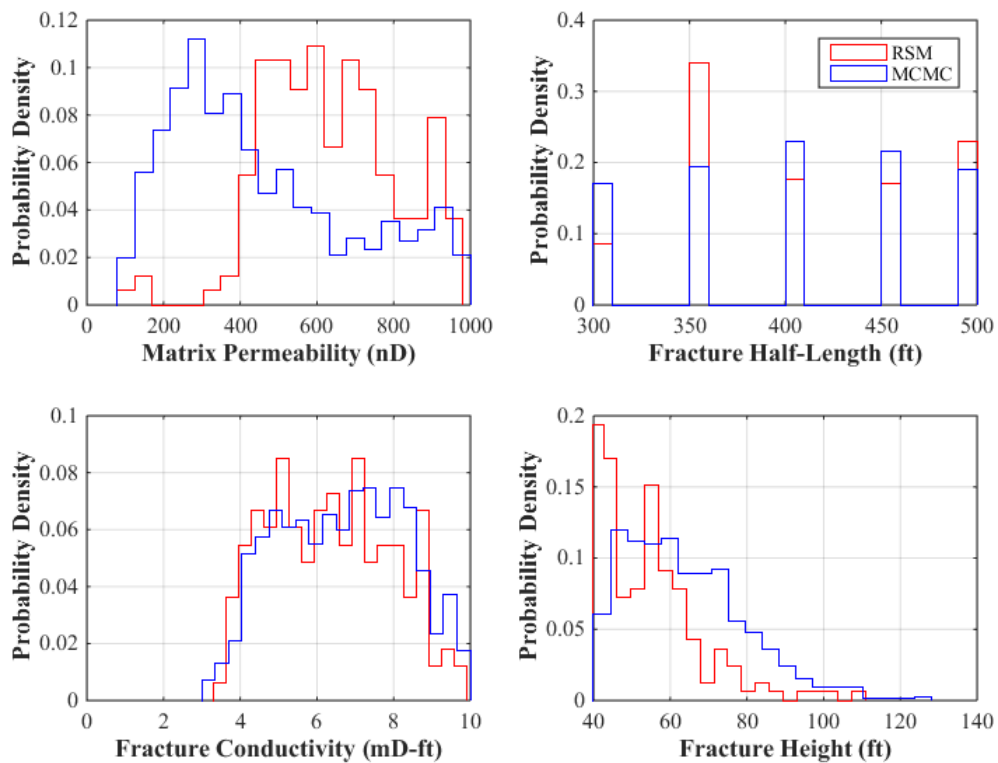 0.12
0.1
0.08
0.06
0.04
0.02
0
Probability Density
0 200 400 600 800 1000
Matrix Permeability (nD)
0.4
0.3
0.2
0.1
0
Probability Density
RSM
MCMC
300 350 400 450 500
Fracture Half-Length (ft)
0.1
0.08
0.06
0.04
0.02
0
Probability Density
0 2 4 6 8 10
Fracture Conductivity (mD-ft)
0.2
0.15
0.1
0.05
0
Probability Density
40 60 80 100 120 140
Fracture Height (ft)